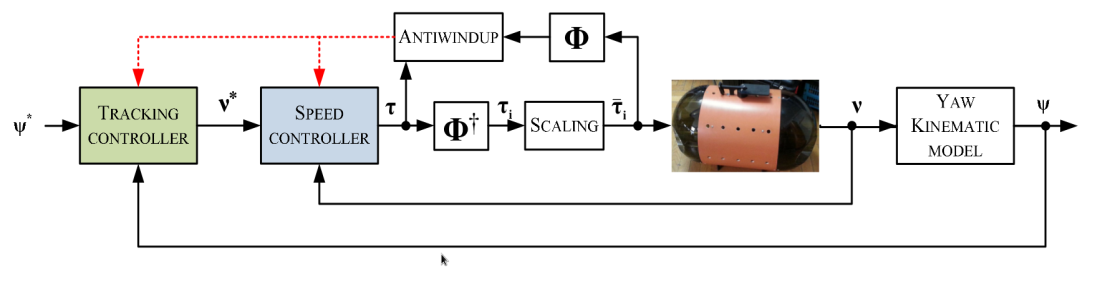 ANTIWINDUP
Φ
TRACKING
CONTROLLER
SPEED
CONTROLLER
Φ†
SCALING
YAW
KINEMATIC
MODEL
ψ*
ν*
τ
τi
τ̄i
ν
ψ